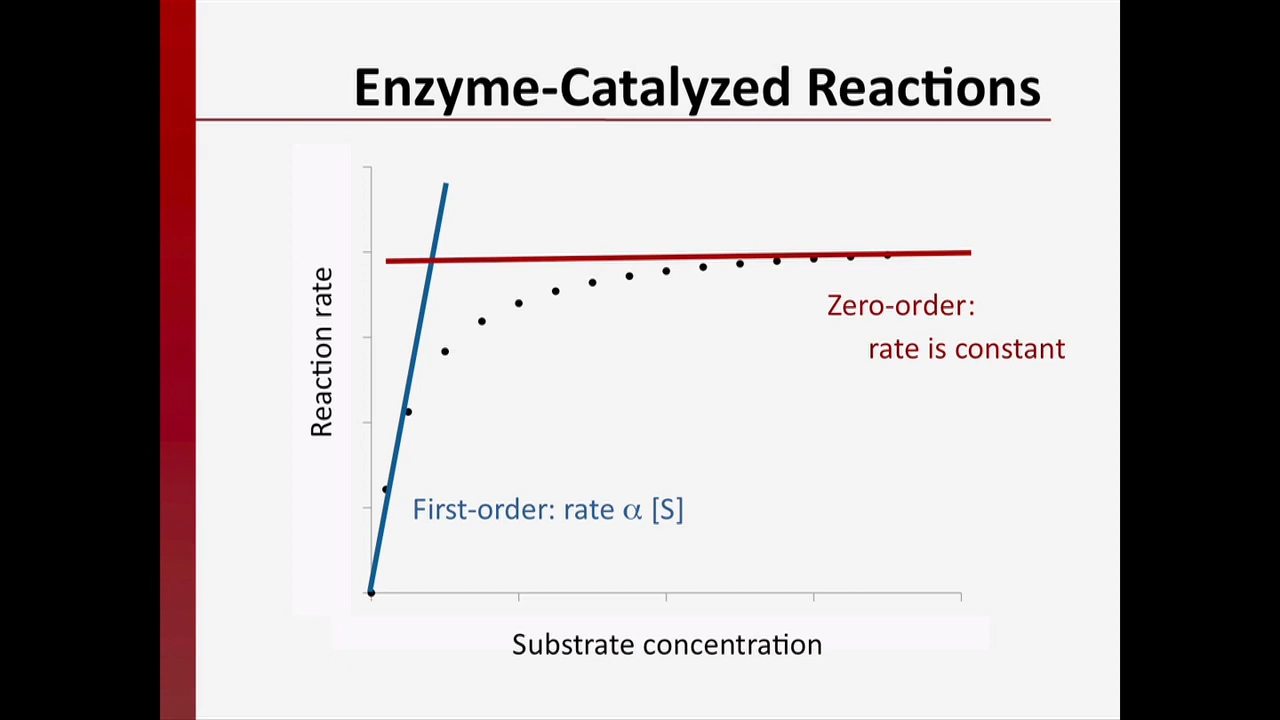 Enzyme-Catalyzed Reactions
Reaction rate
Zero-order:
rate is constant
First-order: rate α [S]
Substrate concentration